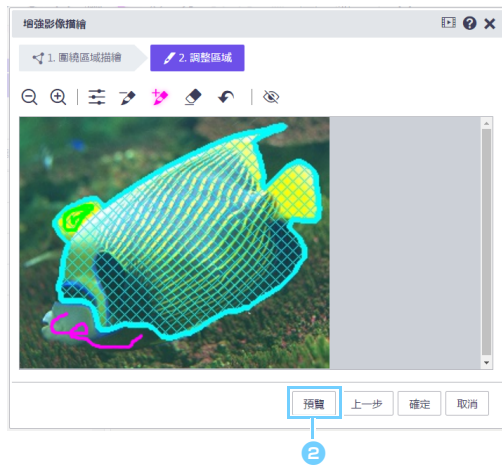 增強影像描繪
1. 圍繞區域描繪
2. 調整區域
預覽
上一步
確定
取消
2